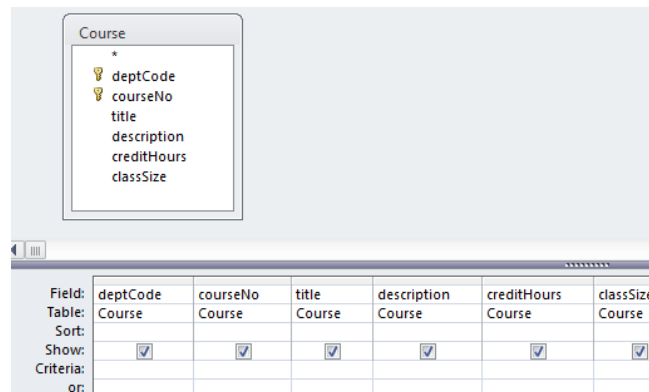 Course
*
deptCode
courseNo
title
description
creditHours
classSize
Field: deptCode courseNo title description creditHours classSize
Table: Course Course Course Course Course Course
Sort:
Show:
Criteria:
or: